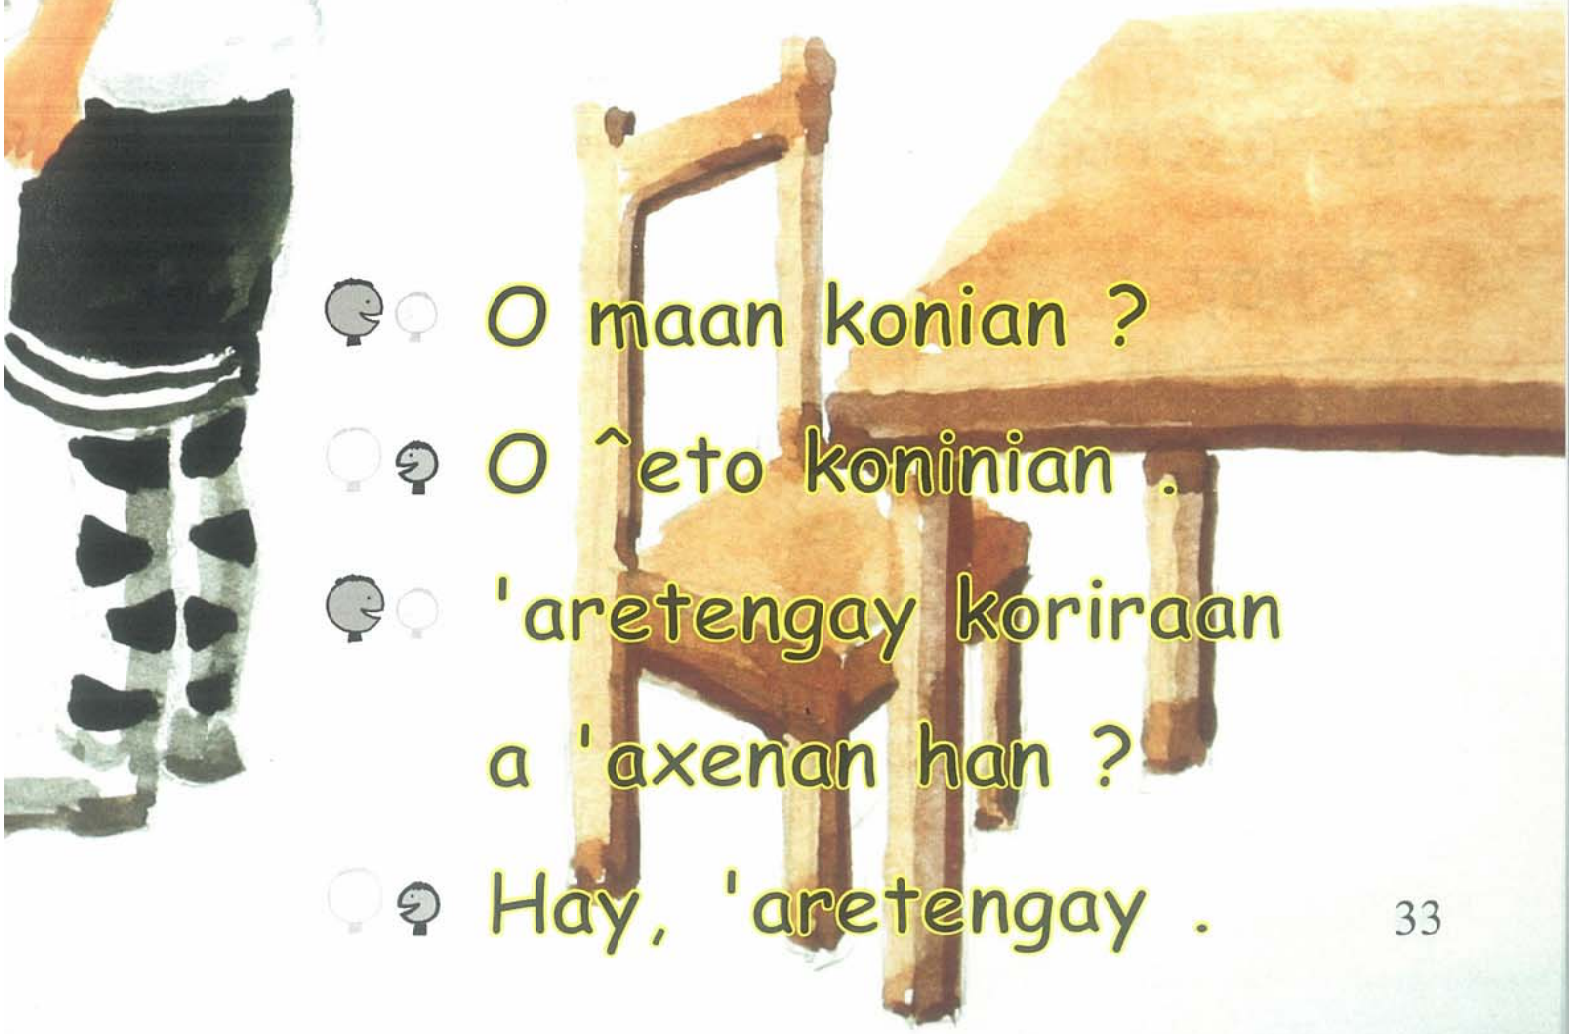 O maan konian ?
O ^eto koninian .
'aretengay koriraan
a 'axenan han ?
Hay, 'aretengay .
33